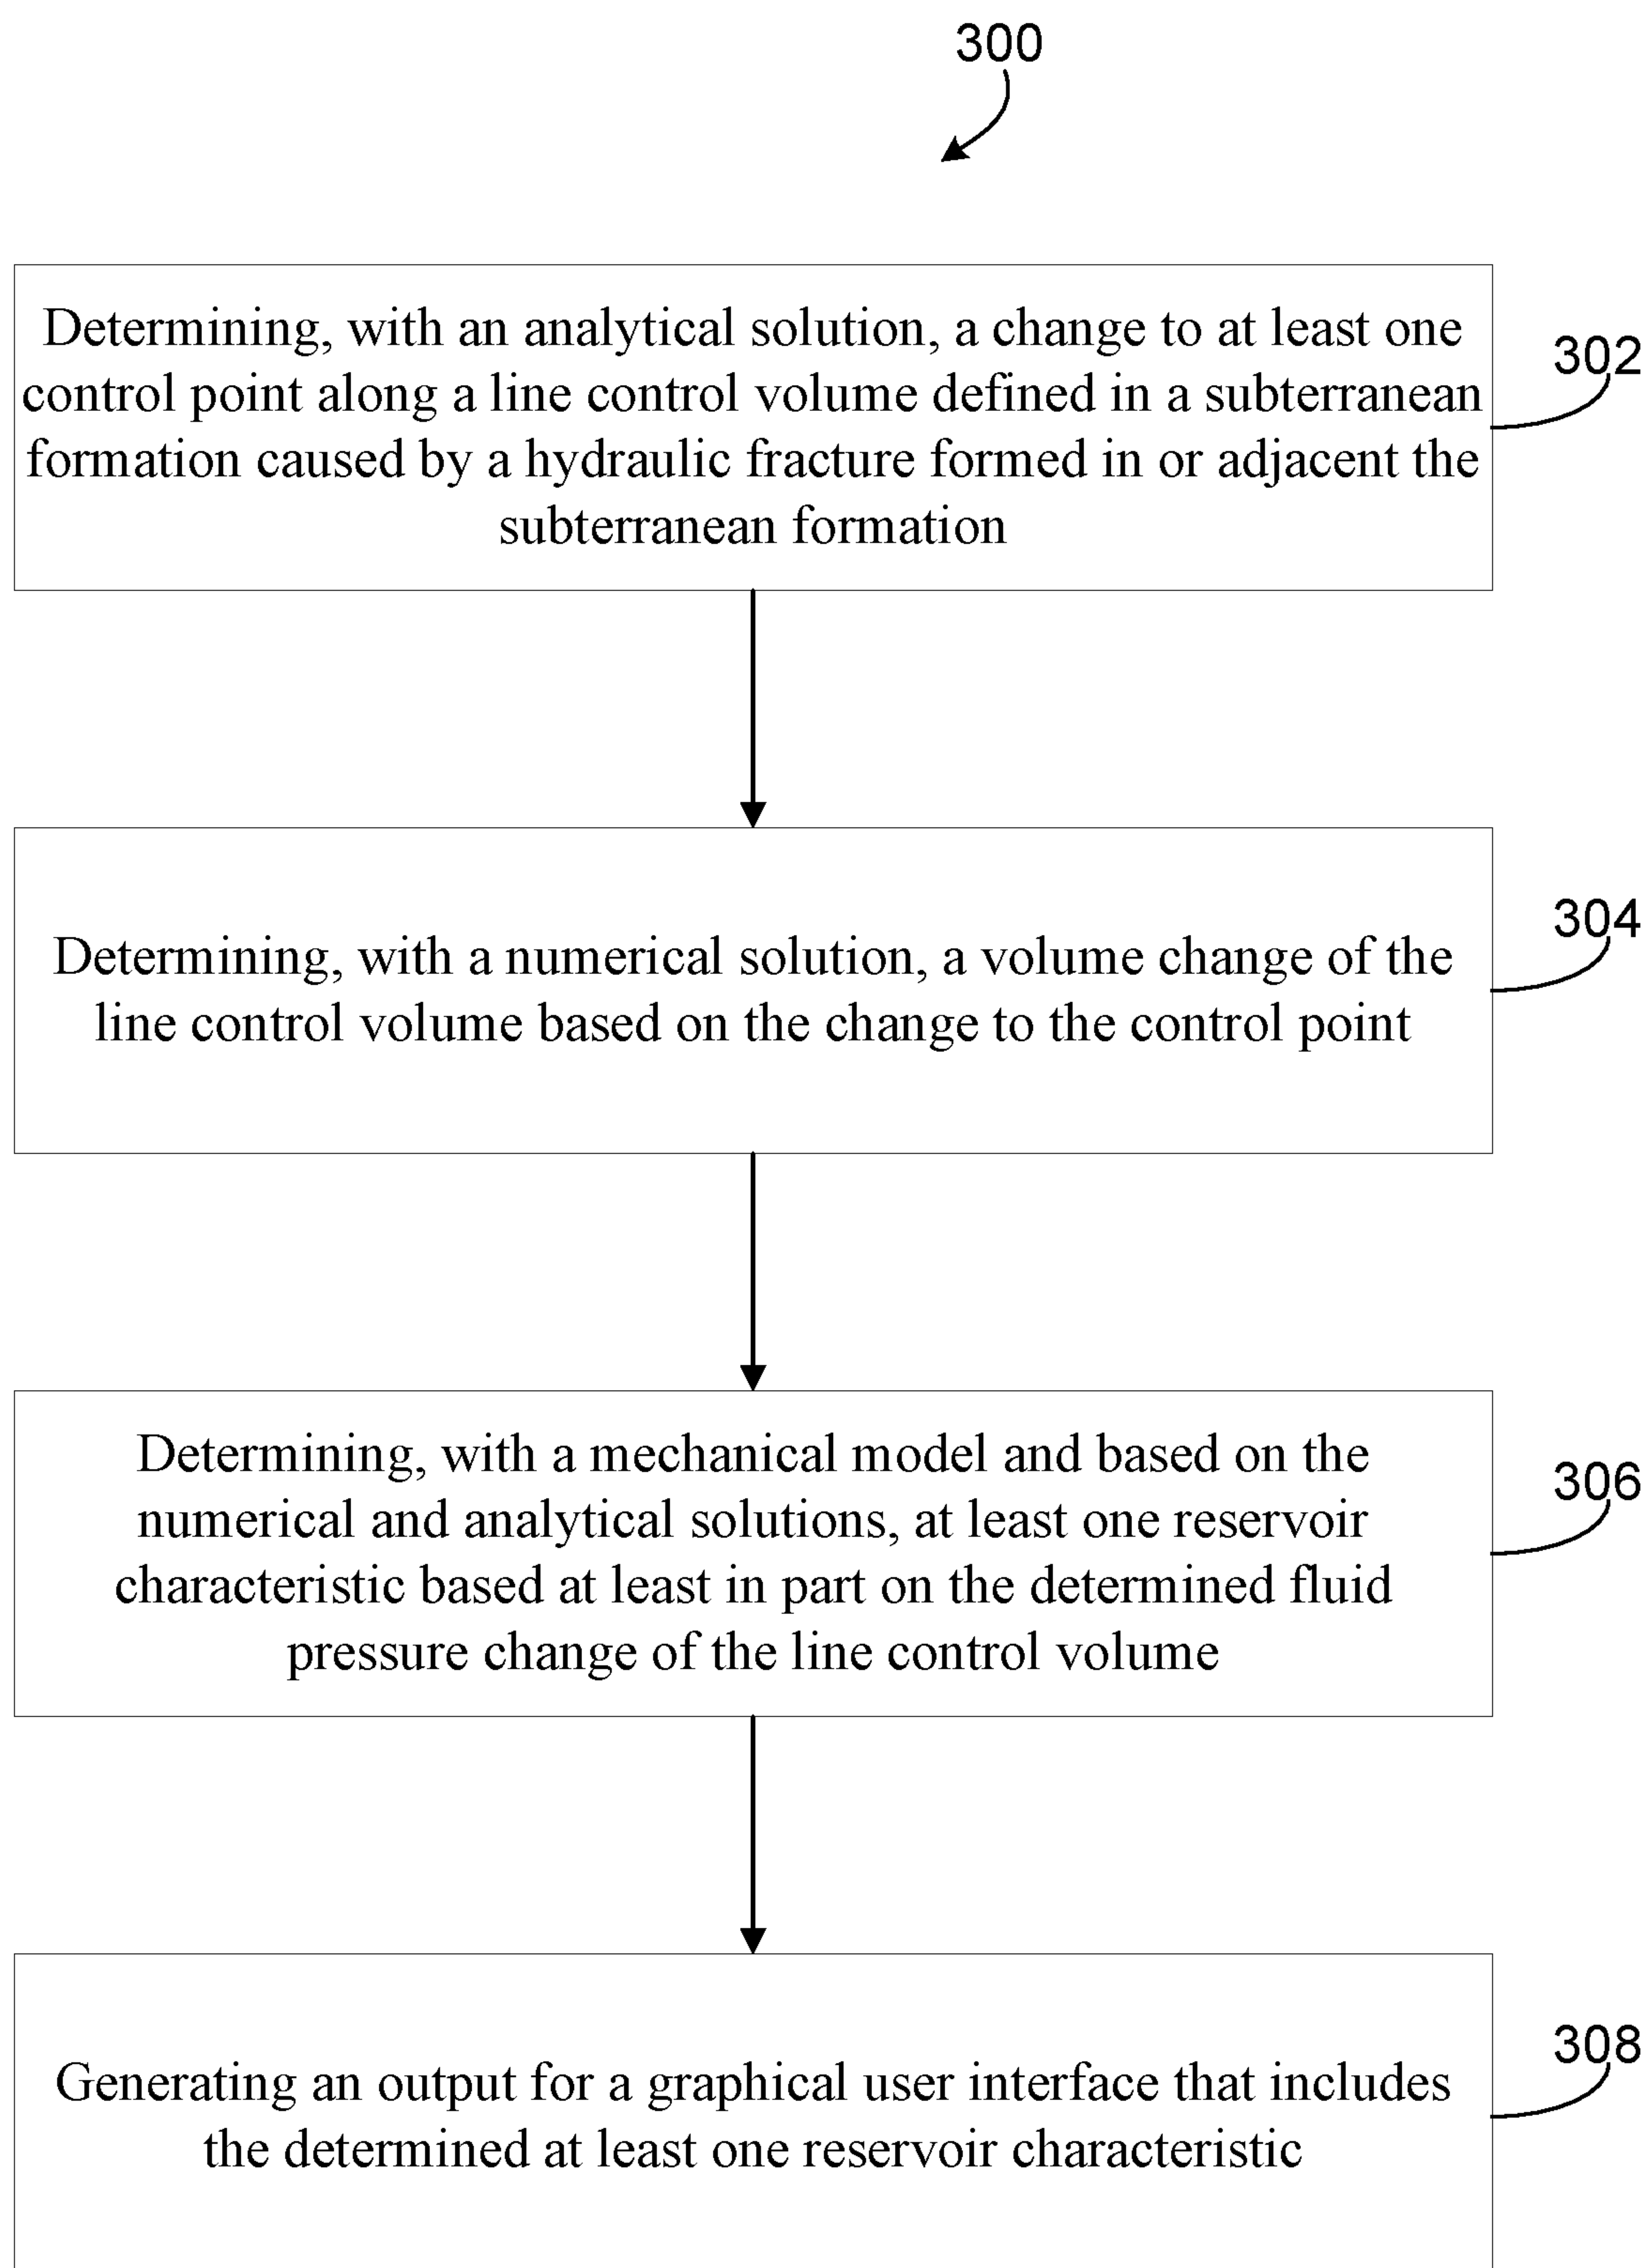 300
Determining, with an analytical solution, a change to at least one
control point along a line control volume defined in a subterranean
formation caused by a hydraulic fracture formed in or adjacent the
subterranean formation
302
Determining, with a numerical solution, a volume change of the
line control volume based on the change to the control point
304
Determining, with a mechanical model and based on the
numerical and analytical solutions, at least one reservoir
characteristic based at least in part on the determined fluid
pressure change of the line control volume
306
Generating an output for a graphical user interface that includes
the determined at least one reservoir characteristic
308